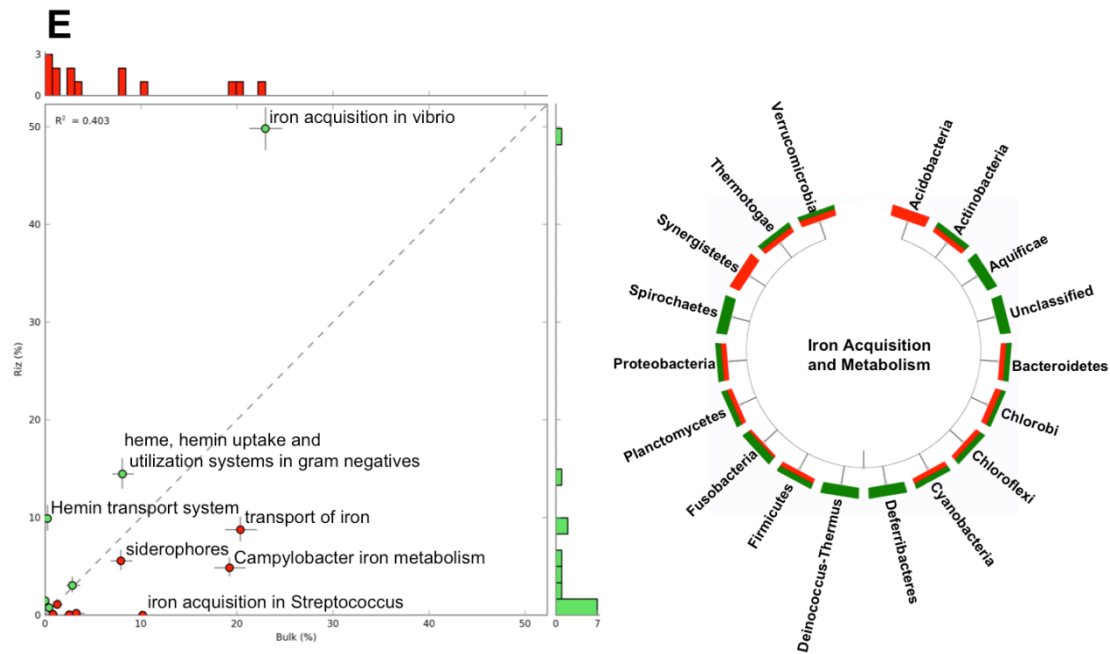 E
3
0
R² = 0.403
50
40
30
20
10
0
Riz (%)
iron acquisition in vibrio
heme, hemin uptake and
utilization systems in gram negatives
Hemin transport system
transport of iron
siderophores
Campylobacter iron metabolism
iron acquisition in Streptococcus
0
10
20
30
40
50
Bulk (%)
0
7
Verrucomicrobia
Acidobacteria
Thermotogae
Actinobacteria
Synergistetes
Aquificae
Spirochaetes
Unclassified
Iron Acquisition
and Metabolism
Proteobacteria
Bacteroidetes
Planctomycetes
Chlorobi
Fusobacteria
Chloroflexi
Firmicutes
Cyanobacteria
Deinococcus-Thermus
Deferribacteres